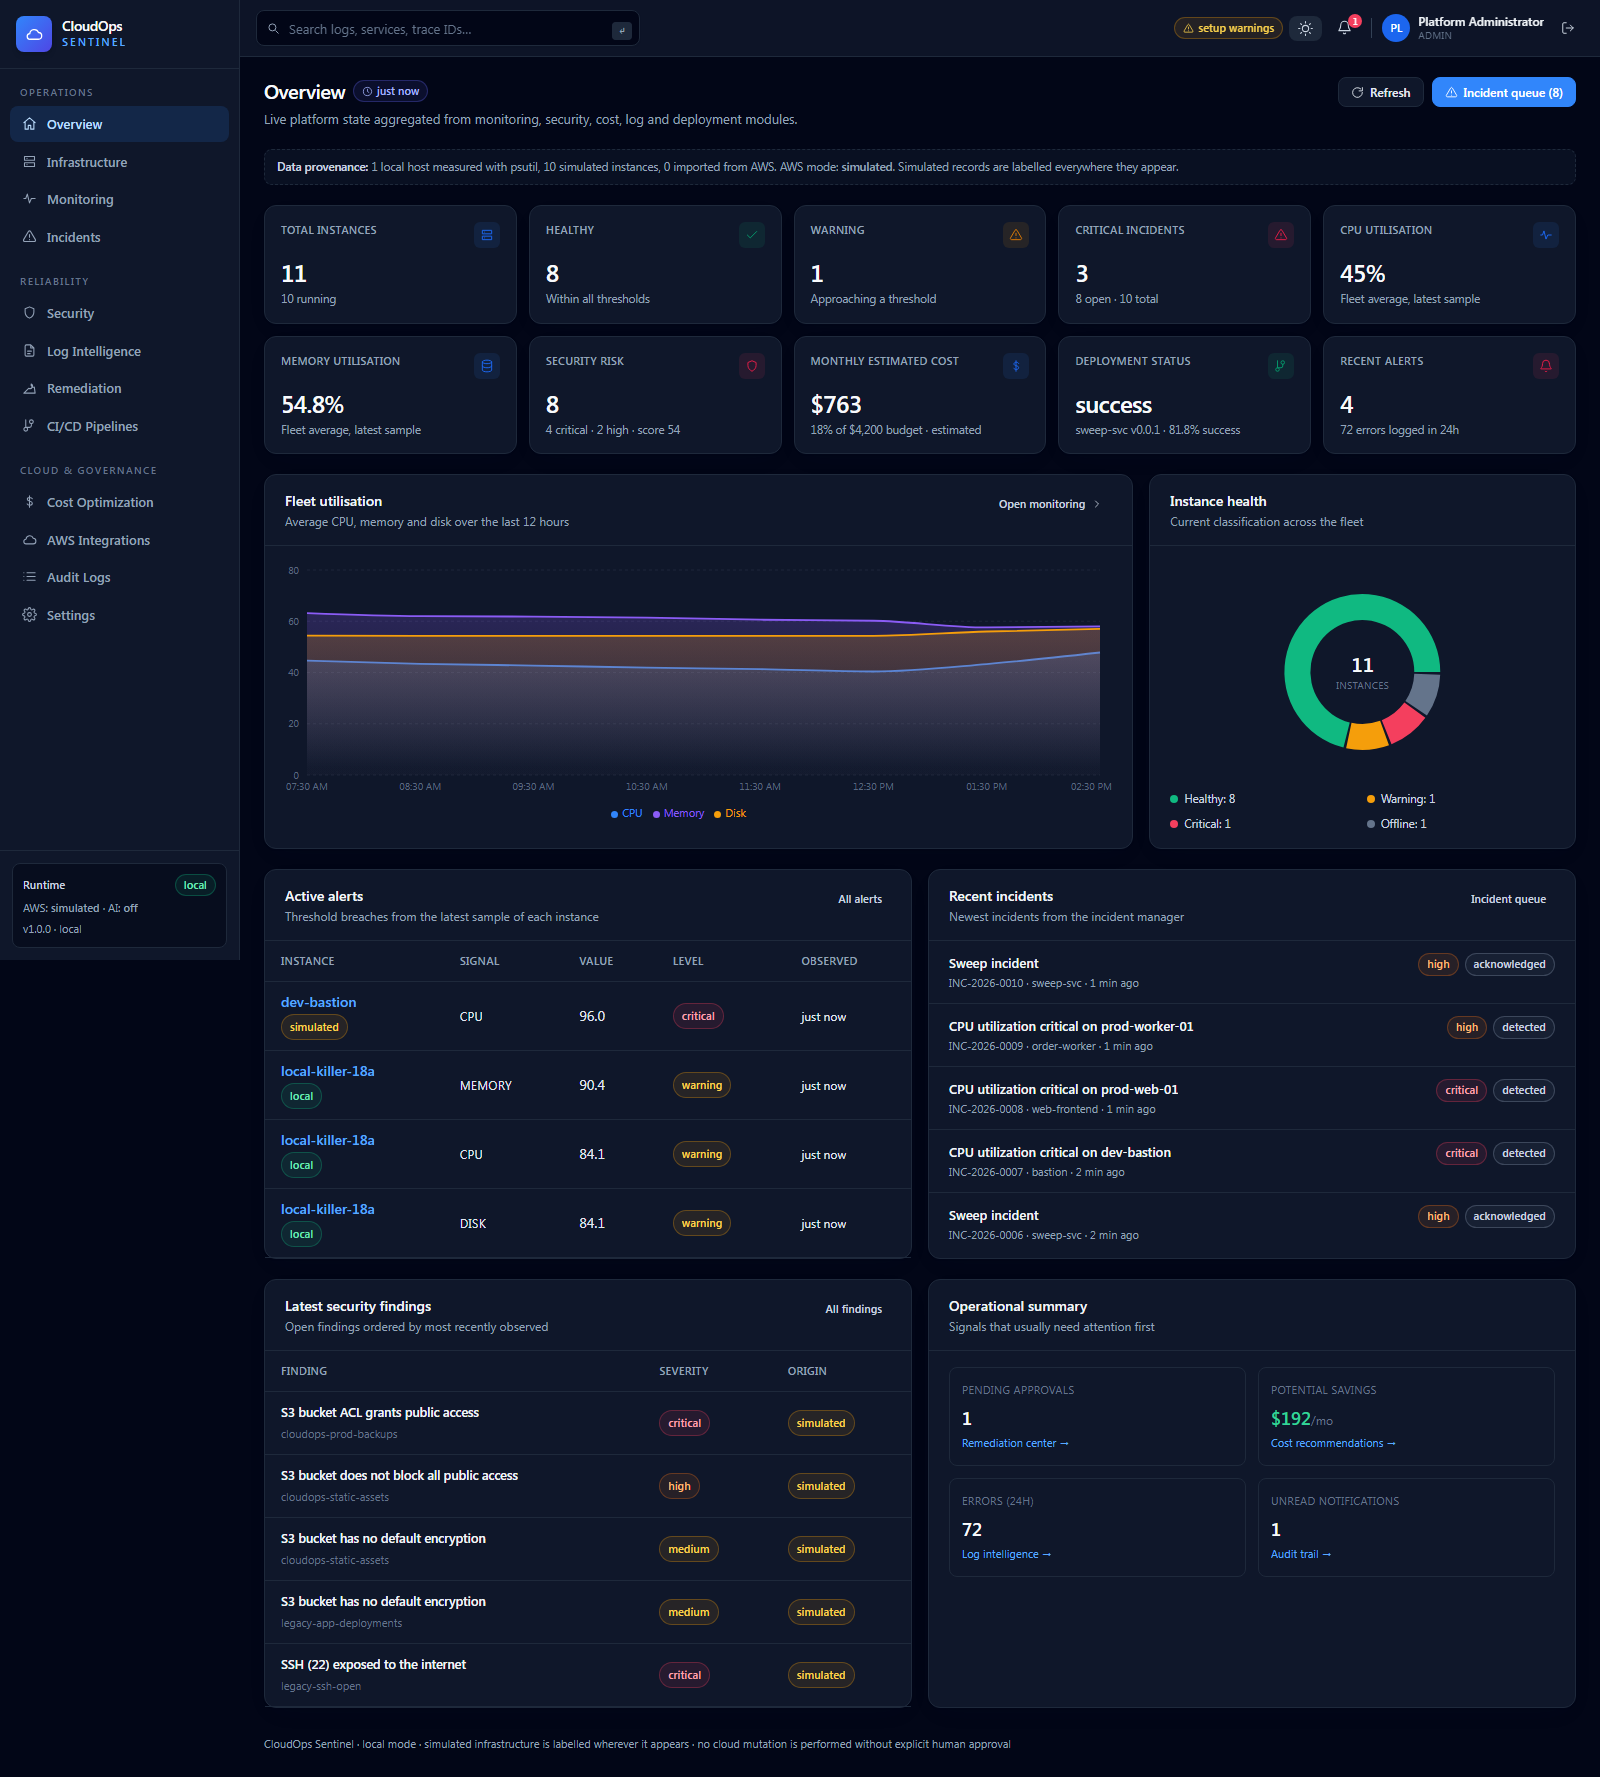 CloudOps
SENTINEL
OPERATIONS
Overview
Infrastructure
Monitoring
Incidents
RELIABILITY
Security
Log Intelligence
Remediation
CI/CD Pipelines
CLOUD & GOVERNANCE
Cost Optimization
AWS Integrations
Audit Logs
Settings
Runtime local
AWS: simulated · AI: off
v1.0.0 · local
Search logs, services, trace IDs... ↵
setup warnings
1
PL
Platform Administrator
ADMIN
Overview just now
Live platform state aggregated from monitoring, security, cost, log and deployment modules.
Refresh
Incident queue (8)
Data provenance: 1 local host measured with psutil, 10 simulated instances, 0 imported from AWS. AWS mode: simulated. Simulated records are labelled everywhere they appear.
TOTAL INSTANCES
11
10 running
HEALTHY
8
Within all thresholds
WARNING
1
Approaching a threshold
CRITICAL INCIDENTS
3
8 open · 10 total
CPU UTILISATION
45%
Fleet average, latest sample
MEMORY UTILISATION
54.8%
Fleet average, latest sample
SECURITY RISK
8
4 critical · 2 high · score 54
MONTHLY ESTIMATED COST
$763
18% of $4,200 budget · estimated
DEPLOYMENT STATUS
success
sweep-svc v0.0.1 · 81.8% success
RECENT ALERTS
4
72 errors logged in 24h
Fleet utilisation
Average CPU, memory and disk over the last 12 hours
Open monitoring
80
60
40
20
0
07:30 AM 08:30 AM 09:30 AM 10:30 AM 11:30 AM 12:30 PM 01:30 PM 02:30 PM
CPU Memory Disk
Instance health
Current classification across the fleet
11
INSTANCES
Healthy: 8 Warning: 1
Critical: 1 Offline: 1
Active alerts
Threshold breaches from the latest sample of each instance
All alerts
INSTANCE SIGNAL VALUE LEVEL OBSERVED
dev-bastion
simulated
CPU 96.0 critical just now
local-killer-18a
local
MEMORY 90.4 warning just now
local-killer-18a
local
CPU 84.1 warning just now
local-killer-18a
local
DISK 84.1 warning just now
Recent incidents
Newest incidents from the incident manager
Incident queue
Sweep incident high acknowledged
INC-2026-0010 · sweep-svc · 1 min ago
CPU utilization critical on prod-worker-01 high detected
INC-2026-0009 · order-worker · 1 min ago
CPU utilization critical on prod-web-01 critical detected
INC-2026-0008 · web-frontend · 1 min ago
CPU utilization critical on dev-bastion critical detected
INC-2026-0007 · bastion · 2 min ago
Sweep incident high acknowledged
INC-2026-0006 · sweep-svc · 2 min ago
Latest security findings
Open findings ordered by most recently observed
All findings
FINDING SEVERITY ORIGIN
S3 bucket ACL grants public access
cloudops-prod-backups
critical simulated
S3 bucket does not block all public access
cloudops-static-assets
high simulated
S3 bucket has no default encryption
cloudops-static-assets
medium simulated
S3 bucket has no default encryption
legacy-app-deployments
medium simulated
SSH (22) exposed to the internet
legacy-ssh-open
critical simulated
Operational summary
Signals that usually need attention first
PENDING APPROVALS
1
Remediation center →
POTENTIAL SAVINGS
$192/mo
Cost recommendations →
ERRORS (24H)
72
Log intelligence →
UNREAD NOTIFICATIONS
1
Audit trail →
CloudOps Sentinel · local mode · simulated infrastructure is labelled wherever it appears · no cloud mutation is performed without explicit human approval